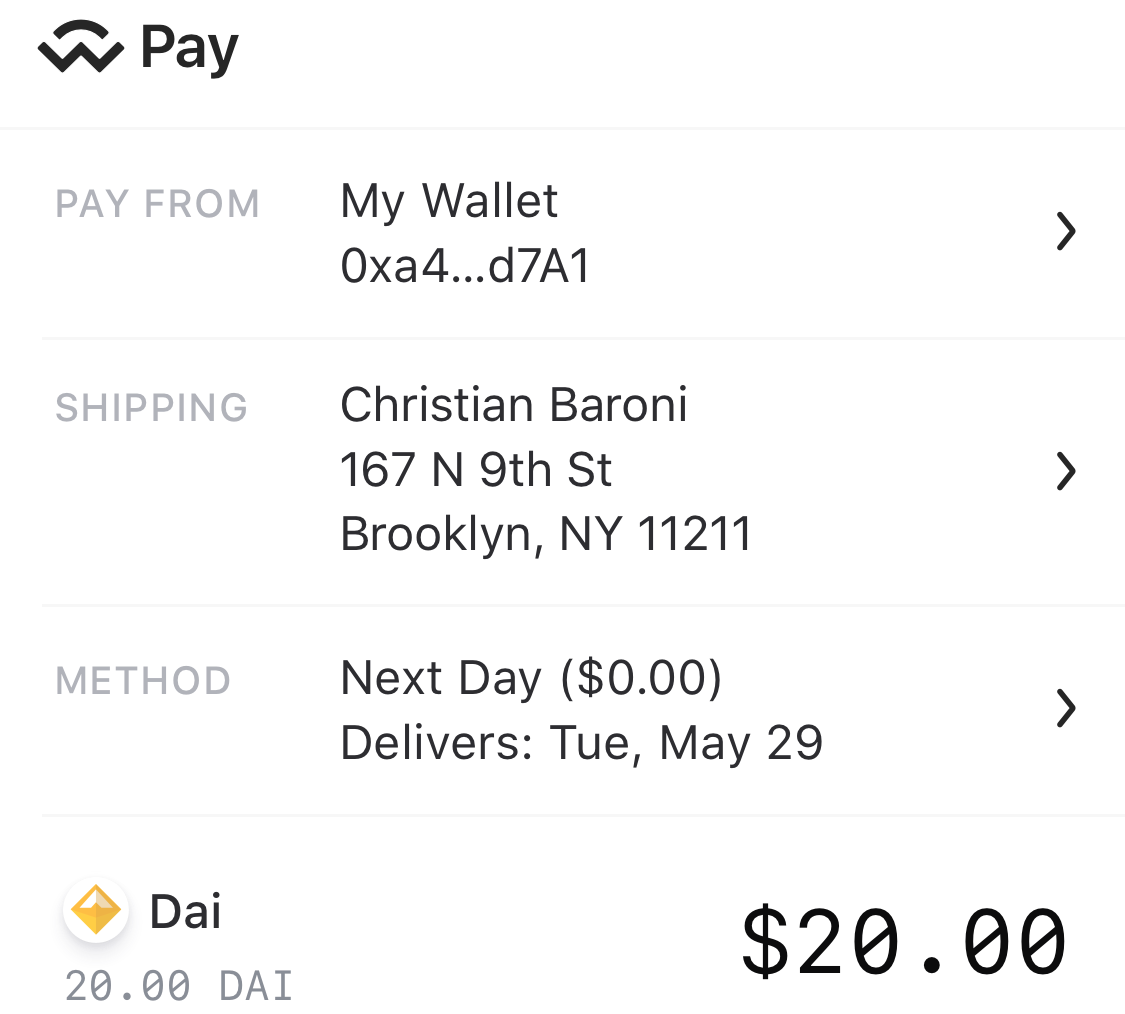 Pay
PAY FROM
My Wallet
0xa4...d7A1
SHIPPING
Christian Baroni
167 N 9th St
Brooklyn, NY 11211
METHOD
Next Day ($0.00)
Delivers: Tue, May 29
Dai
20.00 DAI
$20.00